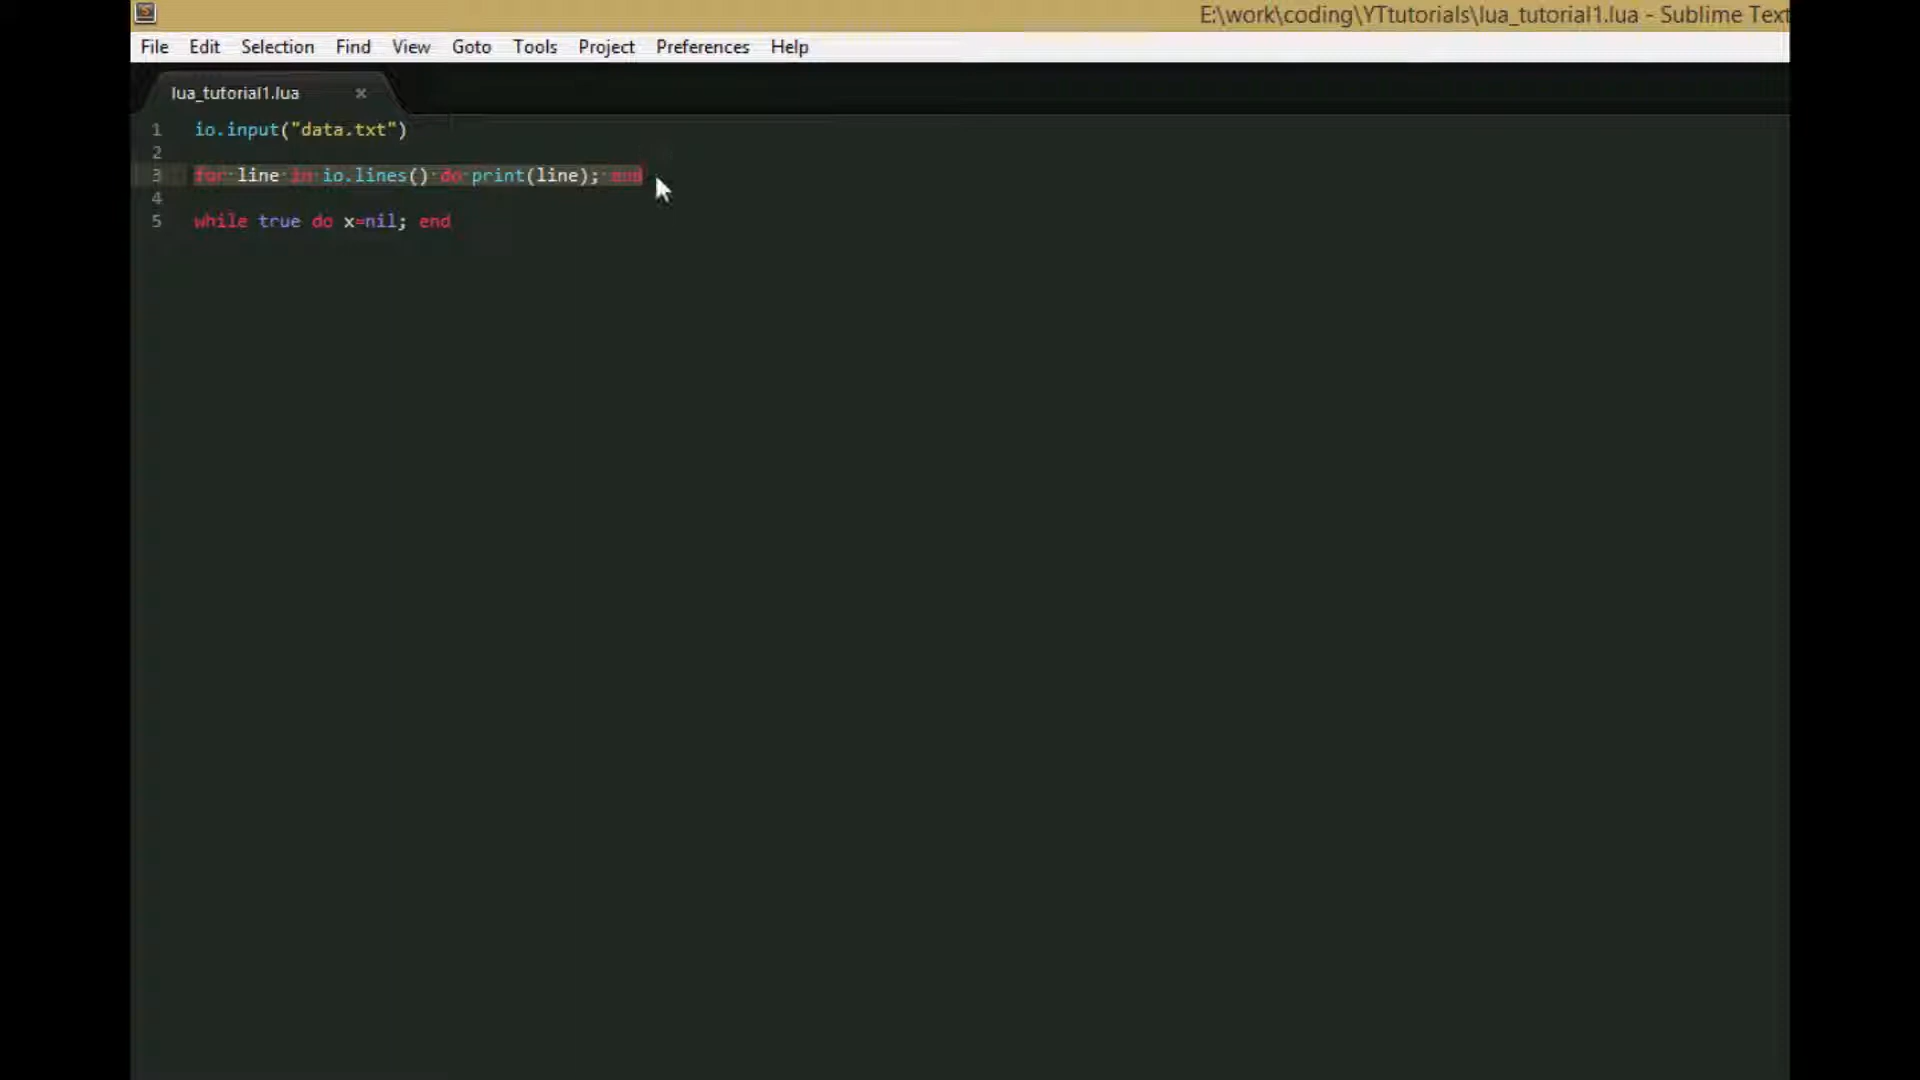 E:\work\coding\YTtutorials\lua_tutorial1.lua - Sublime Text
File Edit Selection Find View Goto Tools Project Preferences Help
lua_tutorial1.lua ×
1 io.input("data.txt")
2
3 for line in io.lines() do print(line); end
4
5 while true do x=nil; end